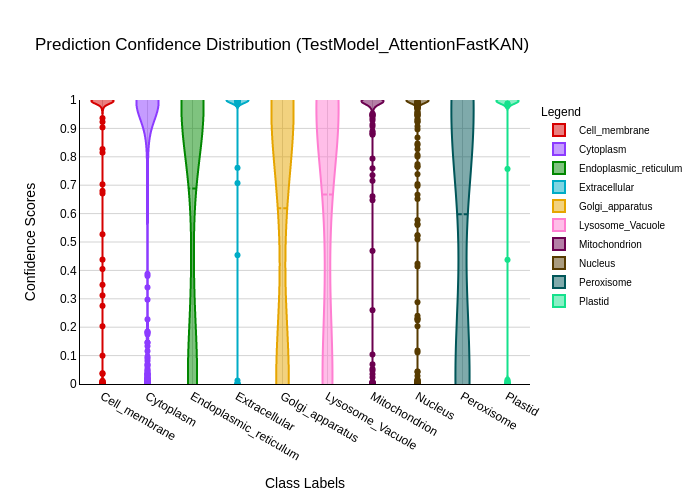 Prediction Confidence Distribution (TestModel_AttentionFastKAN)
Confidence Scores
1
0.9
0.8
0.7
0.6
0.5
0.4
0.3
0.2
0.1
0
Cell_membrane
Cytoplasm
Endoplasmic_reticulum
Extracellular
Golgi_apparatus
Lysosome_Vacuole
Mitochondrion
Nucleus
Peroxisome
Plastid
Class Labels
Legend
Cell_membrane
Cytoplasm
Endoplasmic_reticulum
Extracellular
Golgi_apparatus
Lysosome_Vacuole
Mitochondrion
Nucleus
Peroxisome
Plastid